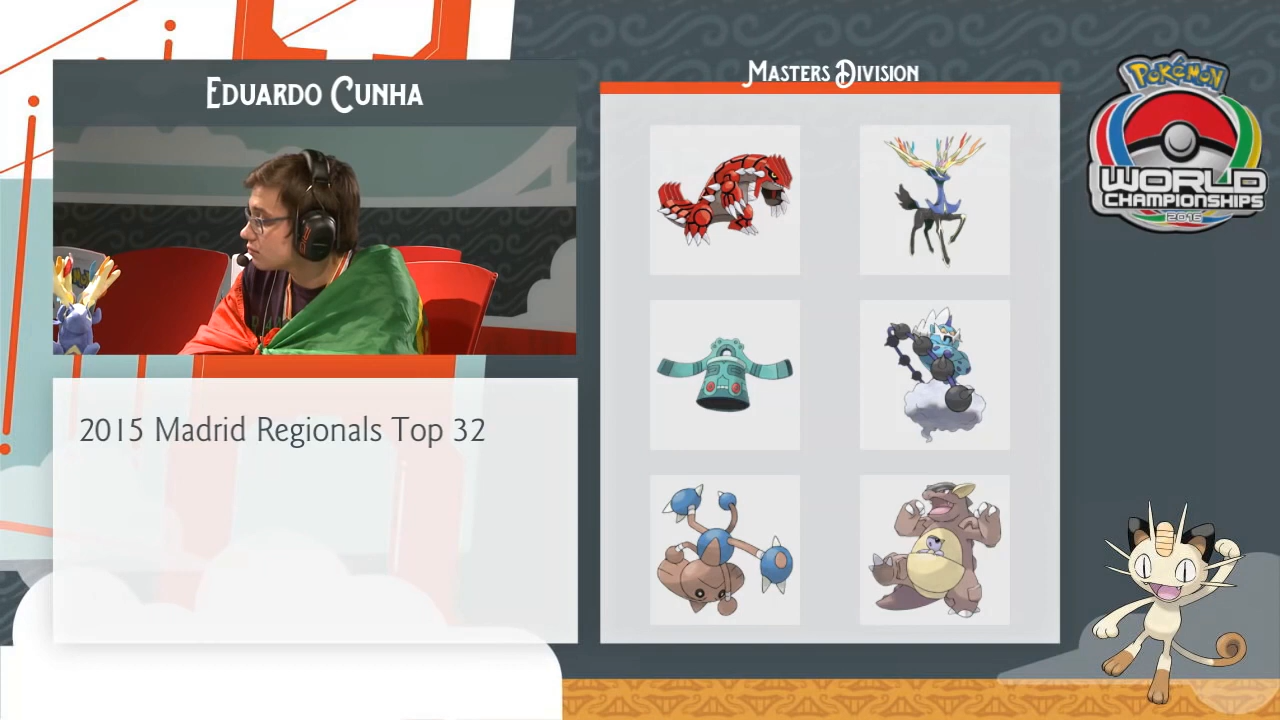 Eduardo Cunha
Masters Division
Pokémon
World
Championships
2016
2015 Madrid Regionals Top 32